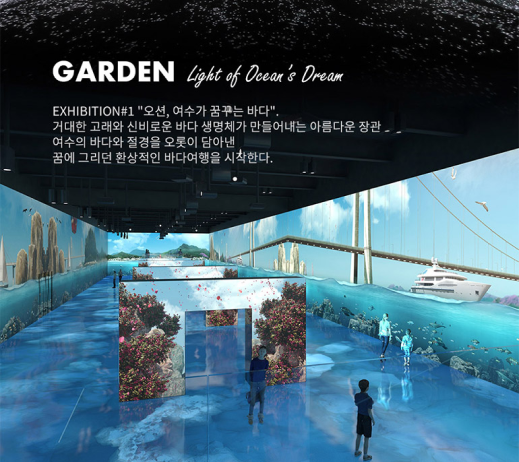 GARDEN Light of Ocean's Dream
EXHIBITION#1 "오션, 여수가 꿈꾸는 바다".
거대한 고래와 신비로운 바다 생명체가 만들어내는 아름다운 장관
여수의 바다와 절경을 오롯이 담아낸
꿈에 그리던 환상적인 바다여행을 시작한다.